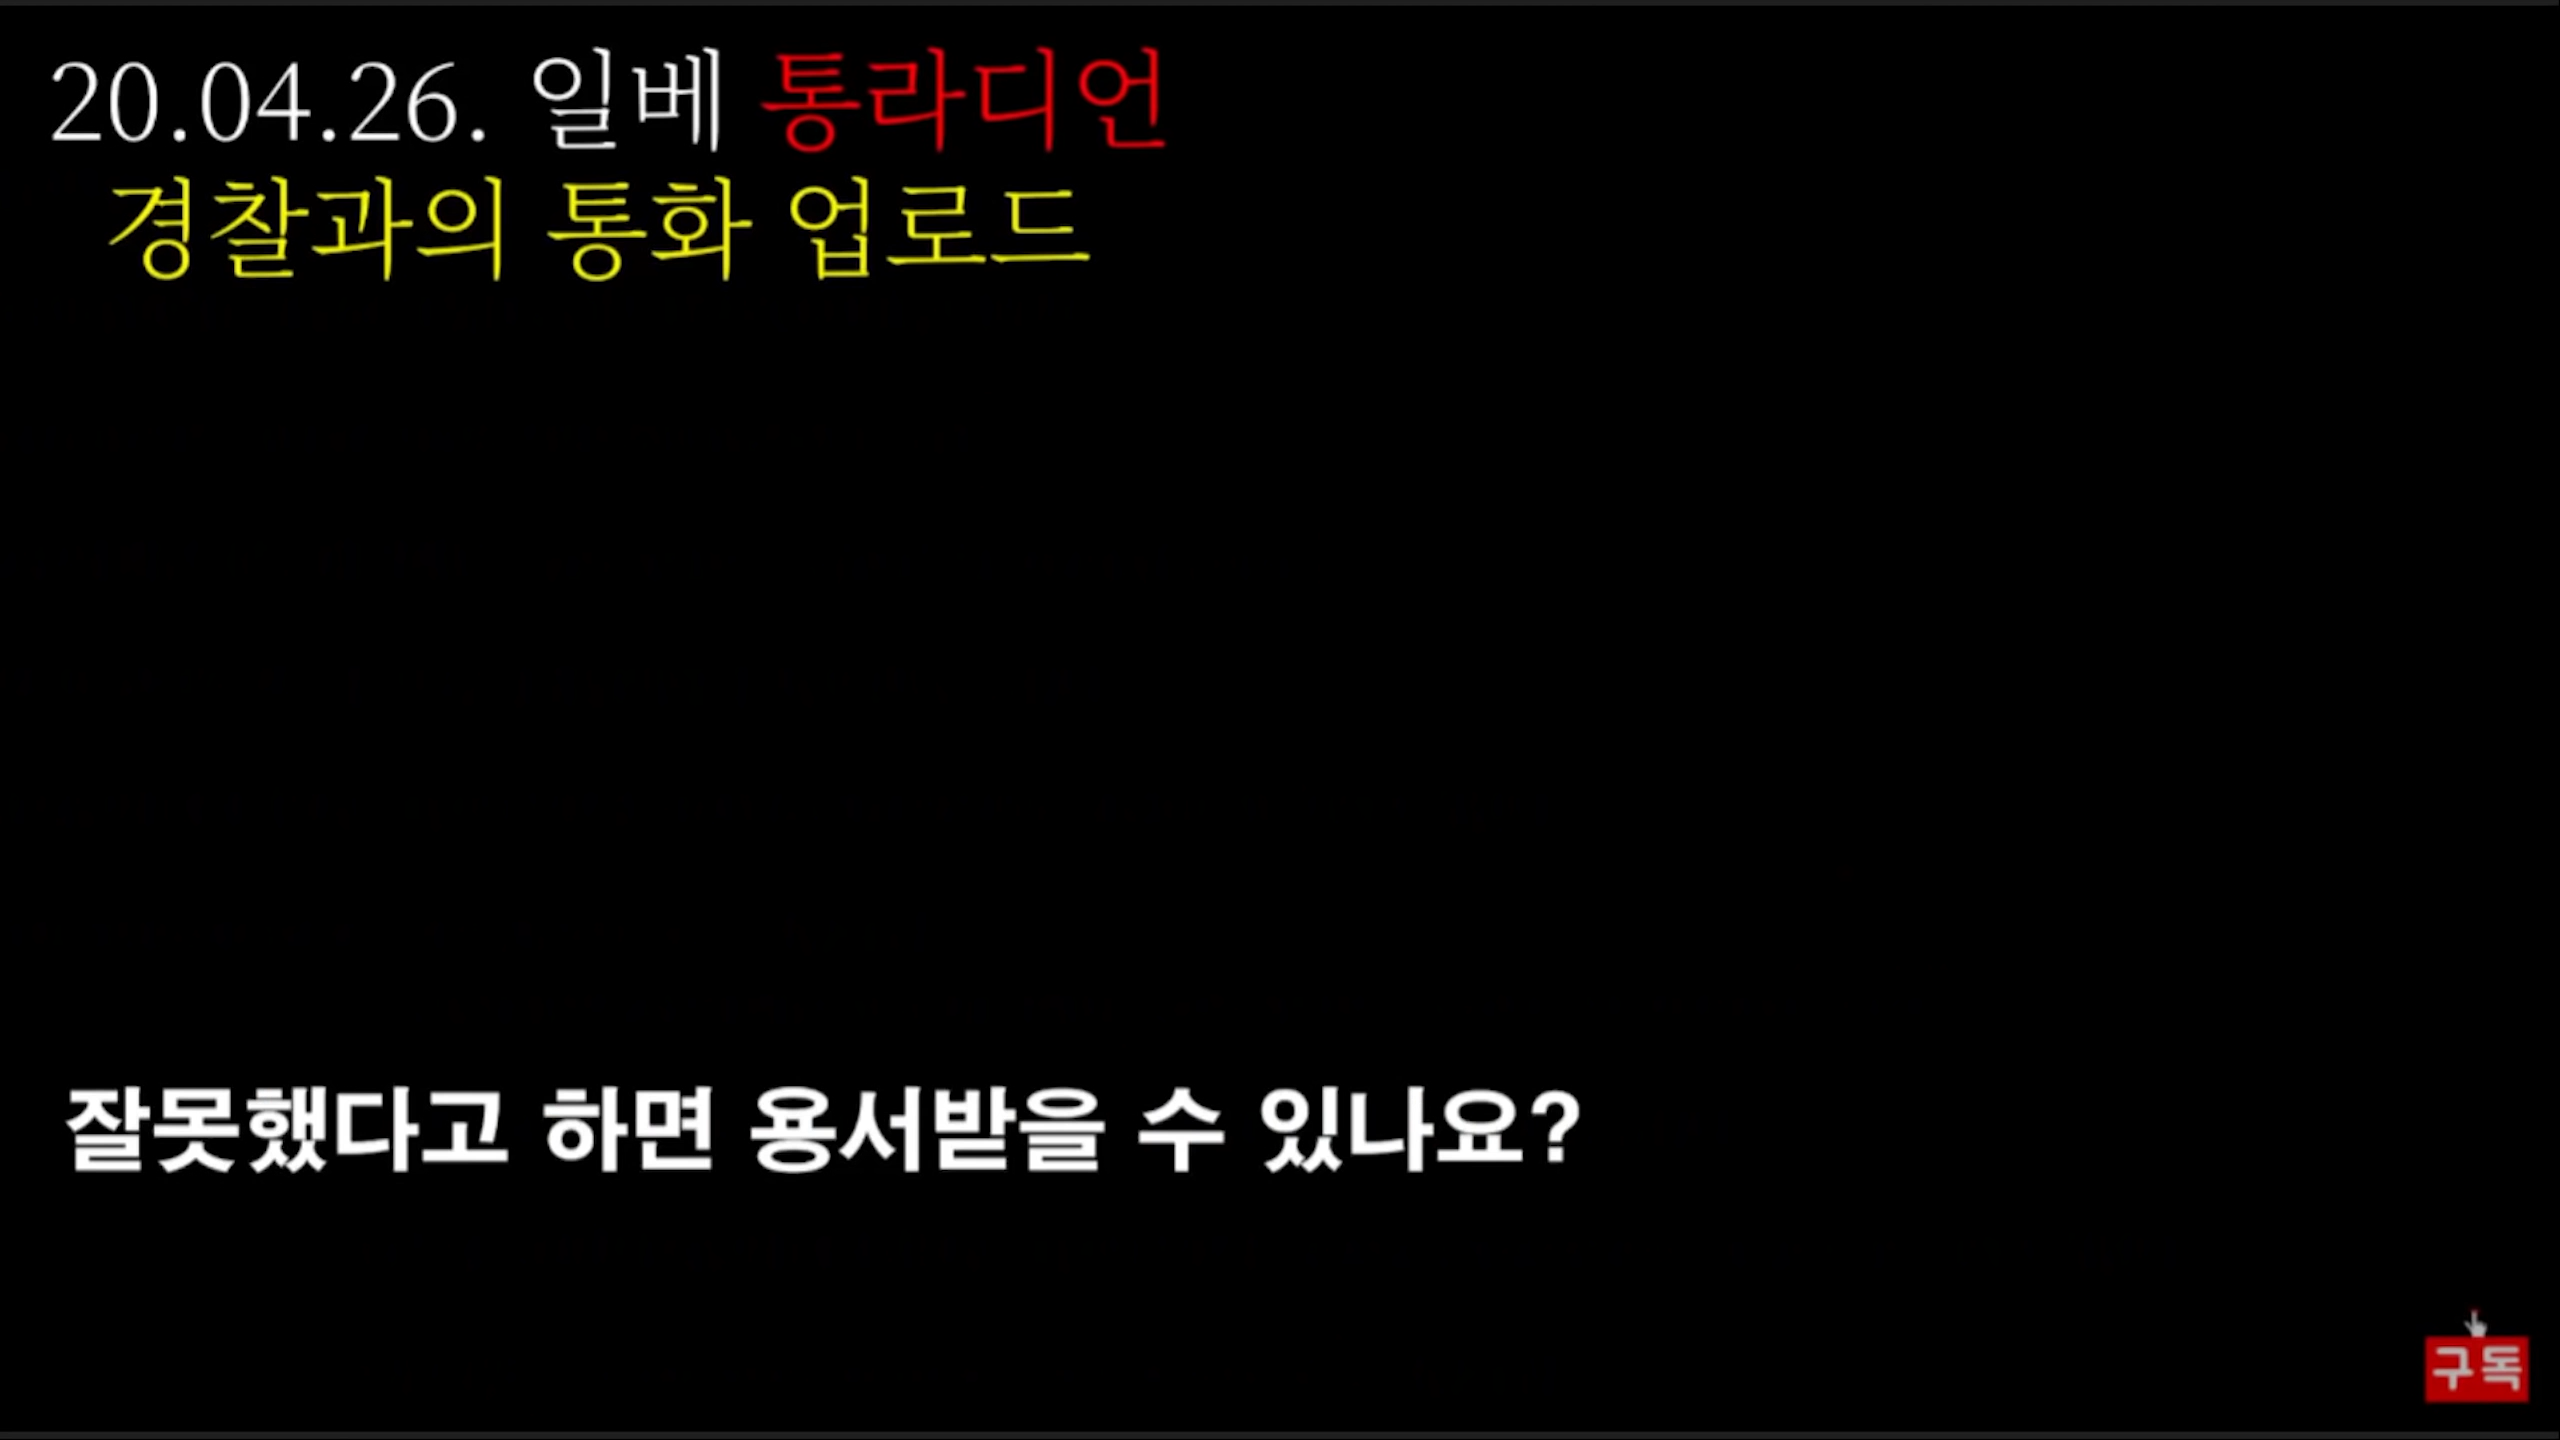 20.04.26. 일베 통라디언
경찰과의 통화 업로드
잘못했다고 하면 용서받을 수 있나요?
구독